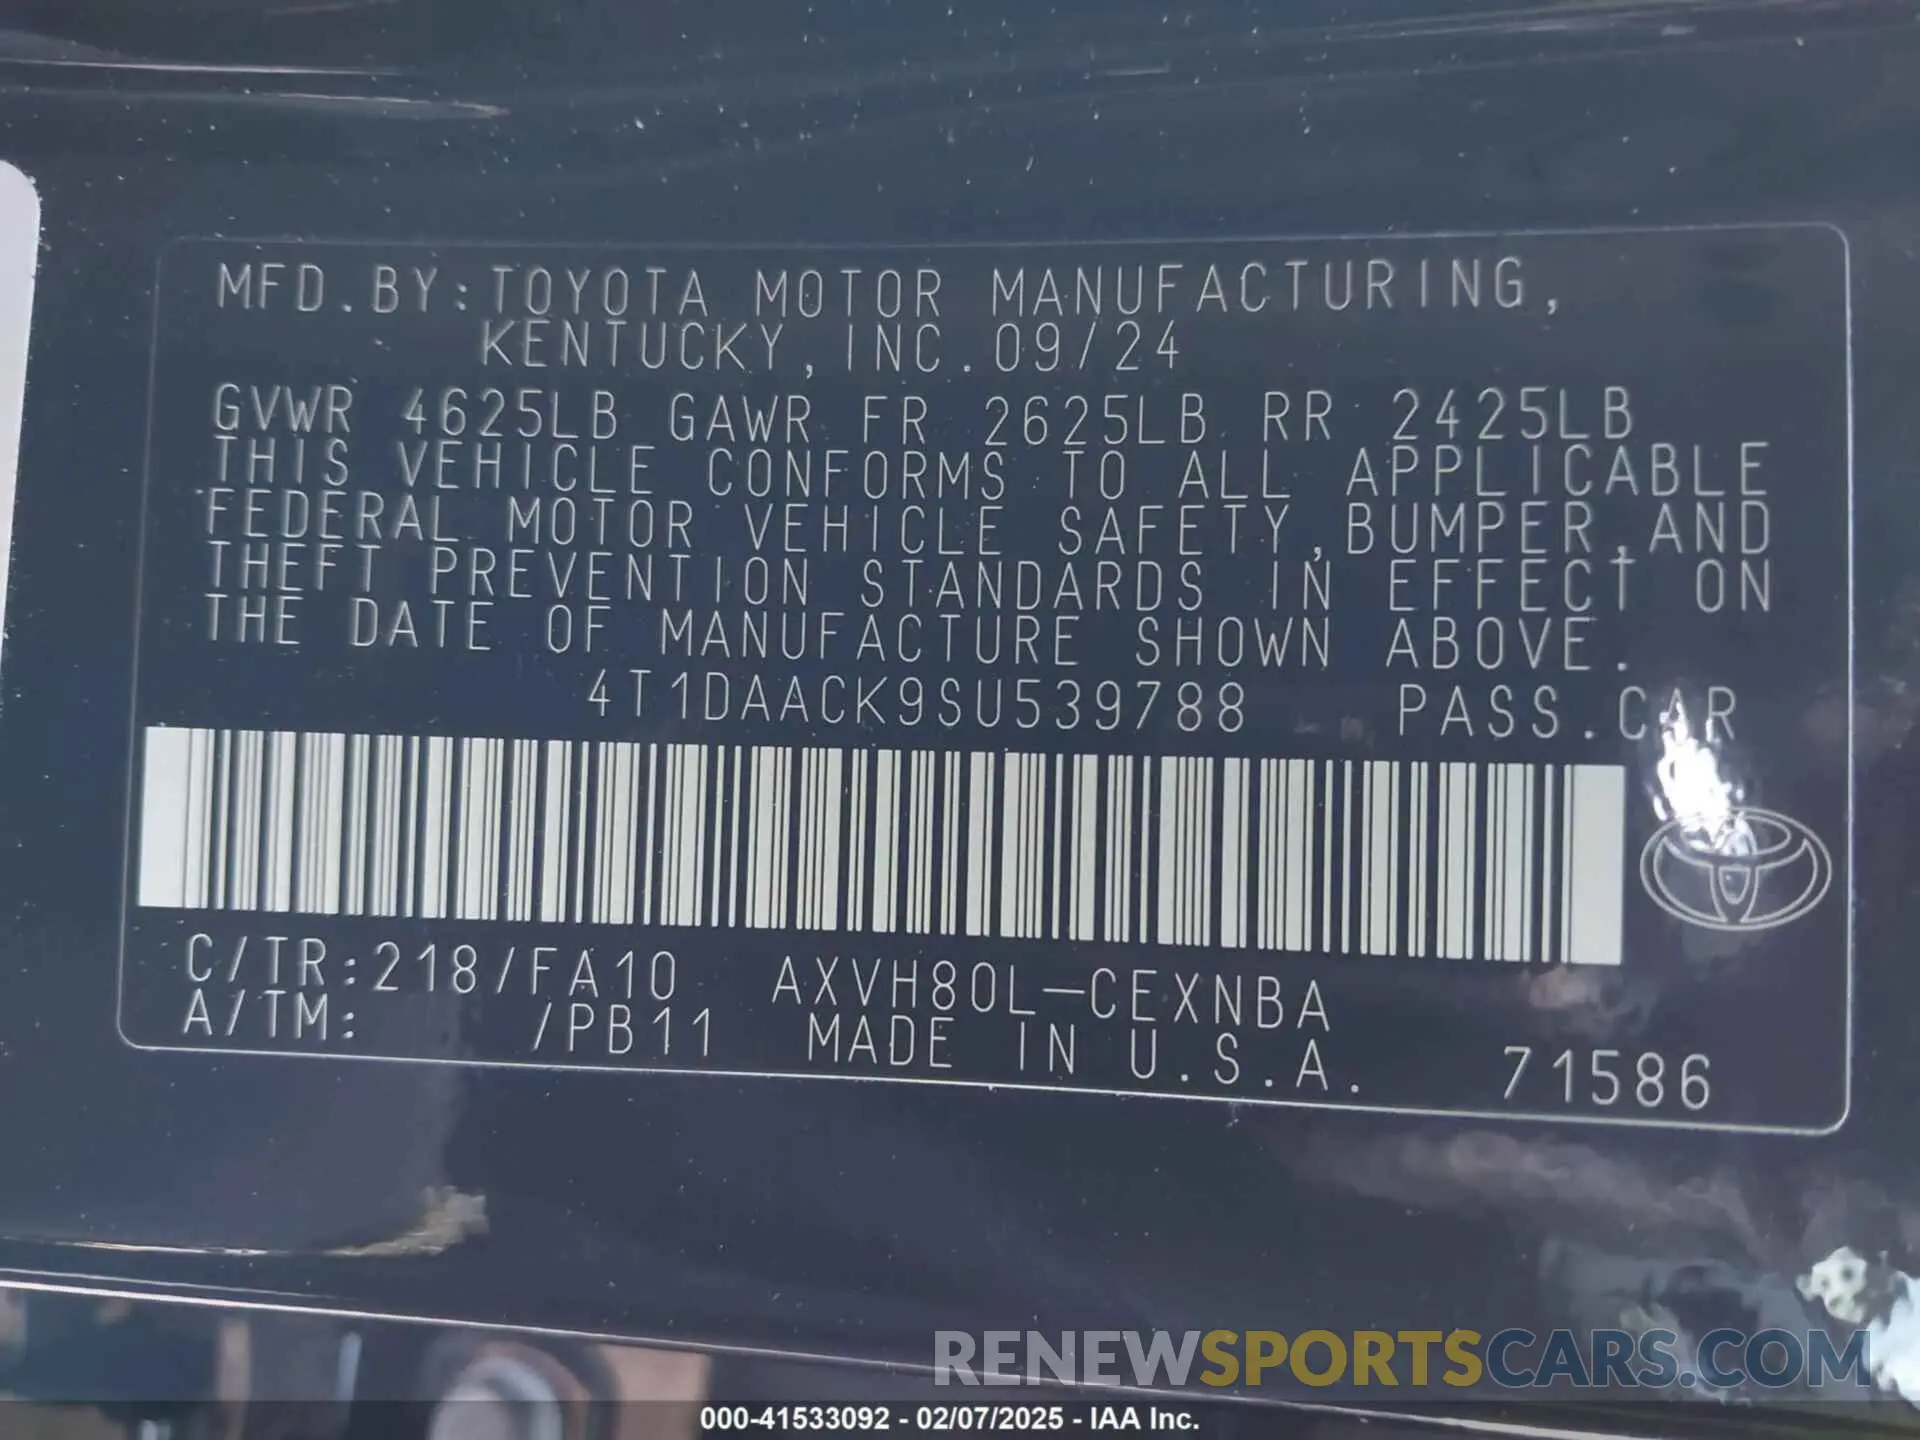 MFD.BY:TOYOTA MOTOR MANUFACTURING,
KENTUCKY,INC.09/24
GVWR 4625LB GAWR FR 2625LB RR 2425LB
THIS VEHICLE CONFORMS TO ALL APPLICABLE
FEDERAL MOTOR VEHICLE SAFETY,BUMPER,AND
THEFT PREVENTION STANDARDS IN EFFECT ON
THE DATE OF MANUFACTURE SHOWN ABOVE.
4T1DAACK9SU539788 PASS.CAR
C/TR:218/FA10 AXVH80L-CEXNBA
A/TM: /PB11 MADE IN U.S.A. 71586
RENEWSPORTSCARS.COM
000-41533092 - 02/07/2025 - IAA Inc.